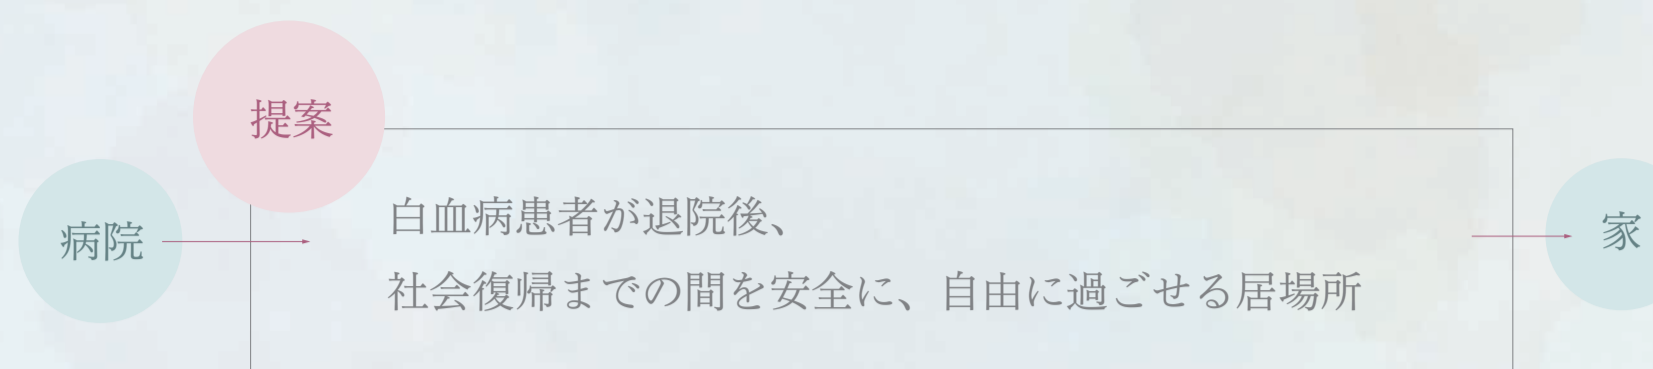 提案
病院
白血病患者が退院後、
社会復帰までの間を安全に、自由に過ごせる居場所
家